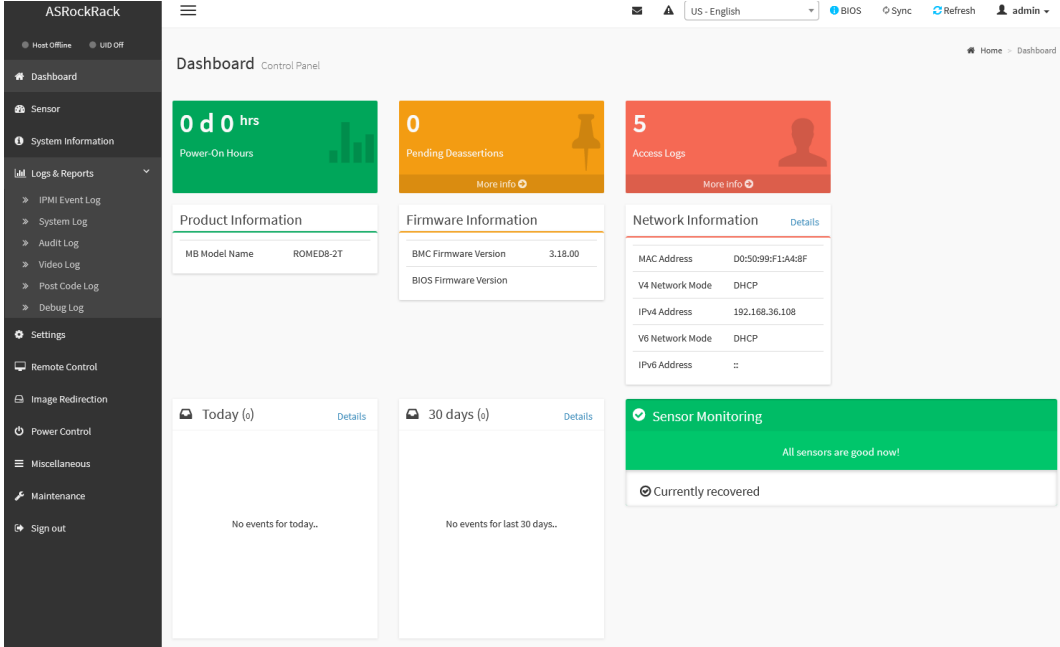 ASRockRack
US - English
BIOS
Sync
Refresh
admin
Host Offline
UID Off
Home > Dashboard
Dashboard Control Panel
Dashboard
Sensor
System Information
Logs & Reports
» IPMI Event Log
» System Log
» Audit Log
» Video Log
» Post Code Log
» Debug Log
Settings
Remote Control
Image Redirection
Power Control
Miscellaneous
Maintenance
Sign out
0 d 0 hrs
Power-On Hours
0
Pending Deassertions
More info
5
Access Logs
More info
Product Information
MB Model Name ROMED8-2T
Firmware Information
BMC Firmware Version 3.18.00
BIOS Firmware Version
Network Information Details
MAC Address D0:50:99:F1:A4:8F
V4 Network Mode DHCP
IPv4 Address 192.168.36.108
V6 Network Mode DHCP
IPv6 Address ::
Today (0) Details
No events for today..
30 days (0) Details
No events for last 30 days..
Sensor Monitoring
All sensors are good now!
Currently recovered